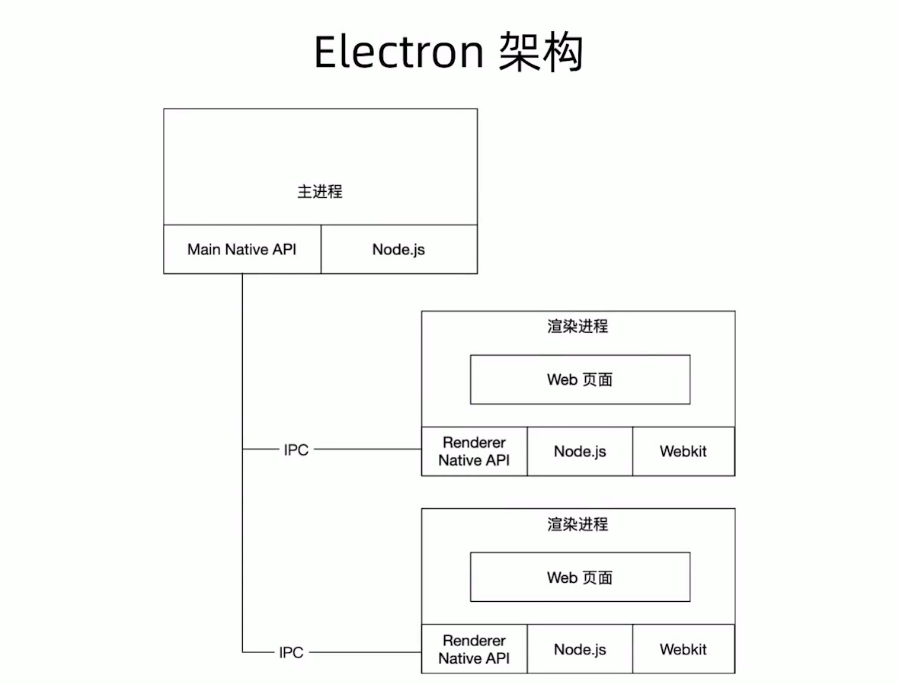 Electron 架构
主进程
Main Native API
Node.js
渲染进程
Web 页面
IPC
Renderer
Native API
Node.js
Webkit
渲染进程
Web 页面
IPC
Renderer
Native API
Node.js
Webkit